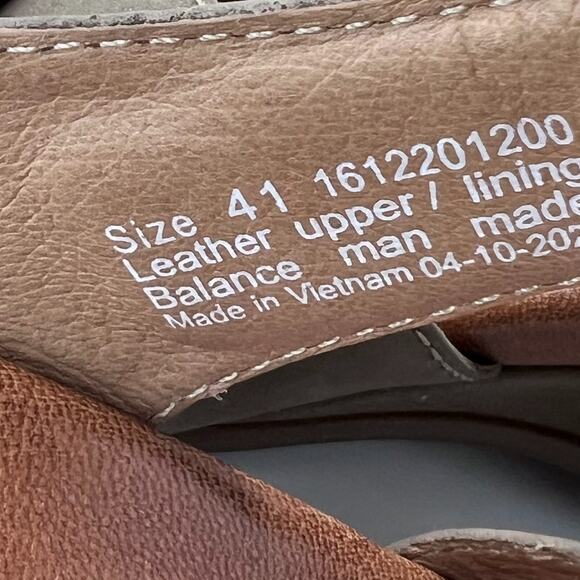 Size 41 1612201200
Leather upper/ lining
Balance man made
Made in Vietnam 04-10-202